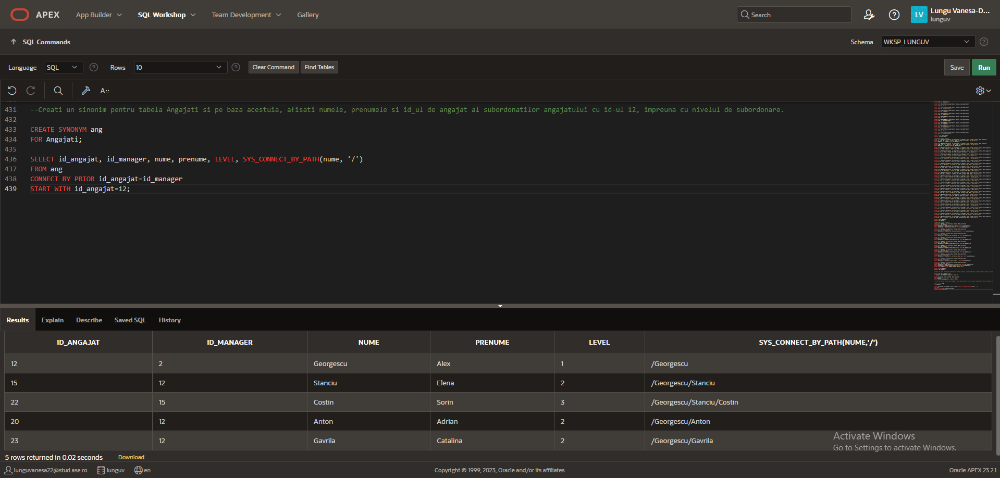 APEX App Builder SQL Workshop Team Development Gallery Search LV Lungu Vanesa-D...
lunguv
SQL Commands Schema WKSP_LUNGUV
Language SQL Rows 10 Clear Command Find Tables Save Run
A::
431 --Creati un sinonim pentru tabela Angajati si pe baza acestuia, afisati numele, prenumele si id_ul de angajat al subordonatilor angajatului cu id-ul 12, impreuna cu nivelul de subordonare.
432
433 CREATE SYNONYM ang
434 FOR Angajati;
435
436 SELECT id_angajat, id_manager, nume, prenume, LEVEL, SYS_CONNECT_BY_PATH(nume, '/')
437 FROM ang
438 CONNECT BY PRIOR id_angajat=id_manager
439 START WITH id_angajat=12;
Results Explain Describe Saved SQL History
ID_ANGAJAT ID_MANAGER NUME PRENUME LEVEL SYS_CONNECT_BY_PATH(NUME,'/')
12 2 Georgescu Alex 1 /Georgescu
15 12 Stanciu Elena 2 /Georgescu/Stanciu
22 15 Costin Sorin 3 /Georgescu/Stanciu/Costin
20 12 Anton Adrian 2 /Georgescu/Anton
23 12 Gavrila Catalina 2 /Georgescu/Gavrila
Activate Windows
Go to Settings to activate Windows.
5 rows returned in 0.02 seconds Download
lunguvanesa22@stud.ase.ro lunguv en Copyright © 1999, 2023, Oracle and/or its affiliates. Oracle APEX 23.2.1